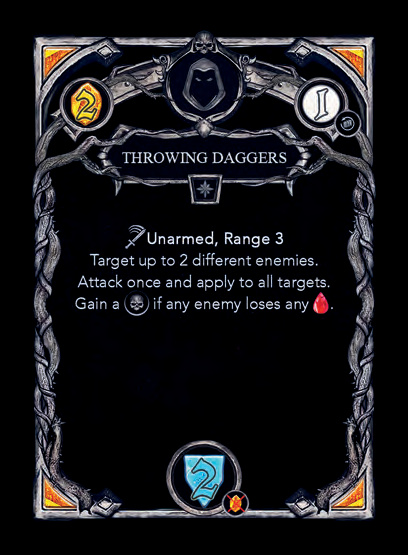 2
1
THROWING DAGGERS
Unarmed, Range 3
Target up to 2 different enemies.
Attack once and apply to all targets.
Gain a if any enemy loses any .
2